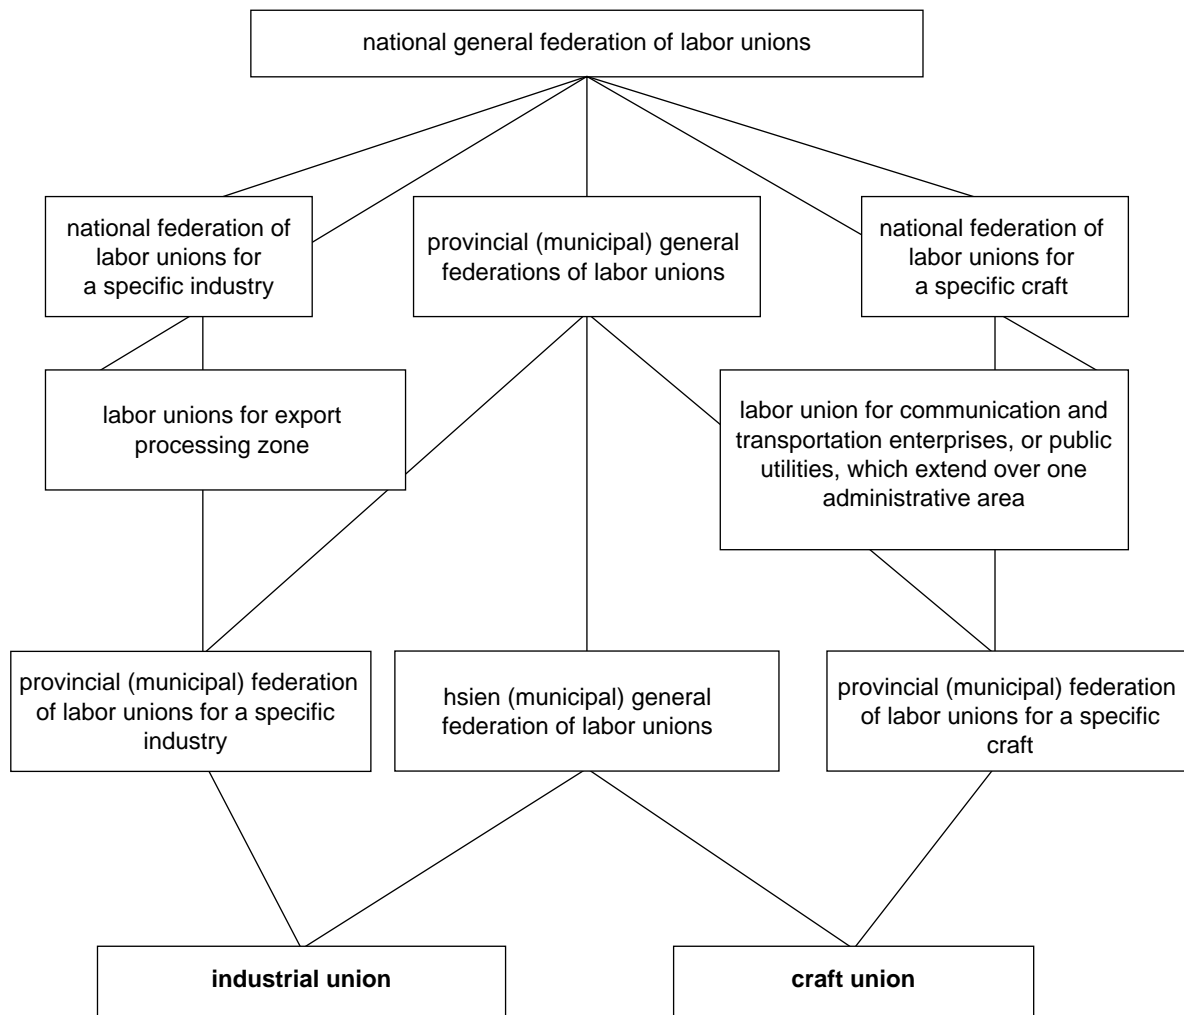 national general federation of labor unions
national federation of
labor unions for
a specific industry
provincial (municipal) general
federations of labor unions
national federation of
labor unions for
a specific craft
labor unions for export
processing zone
labor union for communication and
transportation enterprises, or public
utilities, which extend over one
administrative area
provincial (municipal) federation
of labor unions for a specific
industry
hsien (municipal) general
federation of labor unions
provincial (municipal) federation
of labor unions for a specific
craft
industrial union
craft union